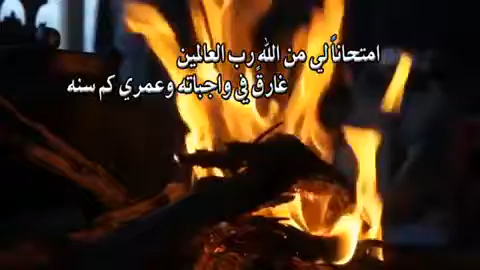 امتحاناً لي من الله رب العالمين
غارقً في واجباته وعمري كم سنه